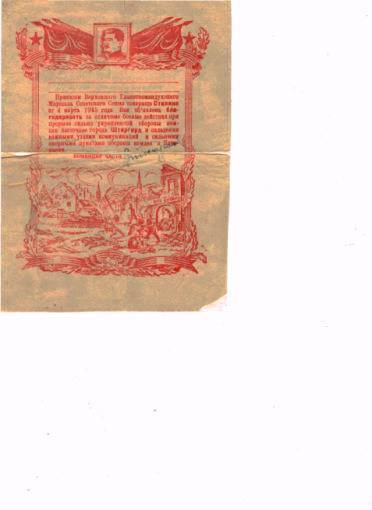 Приказом Верховного Главнокомандующего
Маршала Советского Союза товарища Сталина
от 4 марта 1945 года Вам объявлена бла-
годарность за отличные боевые действия при
прорыве сильно укрепленной обороны нем-
цев восточнее города Штаргард и овладении
важными узлами коммуникаций и сильными
опорными пунктами обороны немцев в Поме-
рании.
КОМАНДИР ЧАСТИ